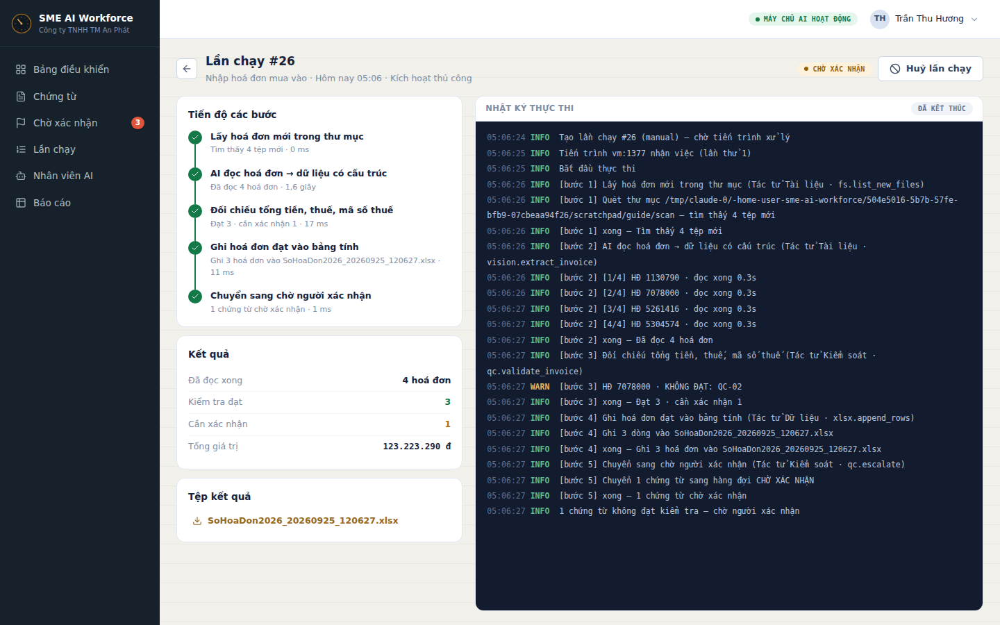 SME AI Workforce
Công ty TNHH TM An Phát
MÁY CHỦ AI HOẠT ĐỘNG
TH
Trần Thu Hương
Bảng điều khiển
Chứng từ
Chờ xác nhận
3
Lần chạy
Nhân viên AI
Báo cáo
Lần chạy #26
Nhập hoá đơn mua vào · Hôm nay 05:06 · Kích hoạt thủ công
CHỜ XÁC NHẬN
Huỷ lần chạy
Tiến độ các bước
Lấy hoá đơn mới trong thư mục
Tìm thấy 4 tệp mới · 0 ms
AI đọc hoá đơn → dữ liệu có cấu trúc
Đã đọc 4 hoá đơn · 1,6 giây
Đối chiếu tổng tiền, thuế, mã số thuế
Đạt 3 · cần xác nhận 1 · 17 ms
Ghi hoá đơn đạt vào bảng tính
Ghi 3 hoá đơn vào SoHoaDon2026_20260925_120627.xlsx ·
11 ms
Chuyển sang chờ người xác nhận
1 chứng từ chờ xác nhận · 1 ms
Kết quả
Đã đọc xong 4 hoá đơn
Kiểm tra đạt 3
Cần xác nhận 1
Tổng giá trị 123.223.290 đ
Tệp kết quả
SoHoaDon2026_20260925_120627.xlsx
NHẬT KÝ THỰC THI
ĐÃ KẾT THÚC
05:06:24 INFO Tạo lần chạy #26 (manual) — chờ tiến trình xử lý
05:06:25 INFO Tiến trình vm:1377 nhận việc (lần thử 1)
05:06:25 INFO Bắt đầu thực thi
05:06:26 INFO [bước 1] Lấy hoá đơn mới trong thư mục (Tác tử Tài liệu · fs.list_new_files)
05:06:26 INFO [bước 1] Quét thư mục /tmp/claude-0/-home-user-sme-ai-workforce/504e5016-5b7b-57fe-
bfb9-07cbeaa94f26/scratchpad/guide/scan — tìm thấy 4 tệp mới
05:06:26 INFO [bước 1] xong — Tìm thấy 4 tệp mới
05:06:26 INFO [bước 2] AI đọc hoá đơn → dữ liệu có cấu trúc (Tác tử Tài liệu ·
vision.extract_invoice)
05:06:26 INFO [bước 2] [1/4] HĐ 1130790 · đọc xong 0.3s
05:06:26 INFO [bước 2] [2/4] HĐ 7078000 · đọc xong 0.3s
05:06:27 INFO [bước 2] [3/4] HĐ 5261416 · đọc xong 0.3s
05:06:27 INFO [bước 2] [4/4] HĐ 5304574 · đọc xong 0.3s
05:06:27 INFO [bước 2] xong — Đã đọc 4 hoá đơn
05:06:27 INFO [bước 3] Đối chiếu tổng tiền, thuế, mã số thuế (Tác tử Kiểm soát ·
qc.validate_invoice)
05:06:27 WARN [bước 3] HĐ 7078000 · KHÔNG ĐẠT: QC-02
05:06:27 INFO [bước 3] xong — Đạt 3 · cần xác nhận 1
05:06:27 INFO [bước 4] Ghi hoá đơn đạt vào bảng tính (Tác tử Dữ liệu · xlsx.append_rows)
05:06:27 INFO [bước 4] Ghi 3 dòng vào SoHoaDon2026_20260925_120627.xlsx
05:06:27 INFO [bước 4] xong — Ghi 3 hoá đơn vào SoHoaDon2026_20260925_120627.xlsx
05:06:27 INFO [bước 5] Chuyển sang chờ người xác nhận (Tác tử Kiểm soát · qc.escalate)
05:06:27 INFO [bước 5] Chuyển 1 chứng từ sang hàng đợi CHỜ XÁC NHẬN
05:06:27 INFO [bước 5] xong — 1 chứng từ chờ xác nhận
05:06:27 INFO 1 chứng từ không đạt kiểm tra — chờ người xác nhận